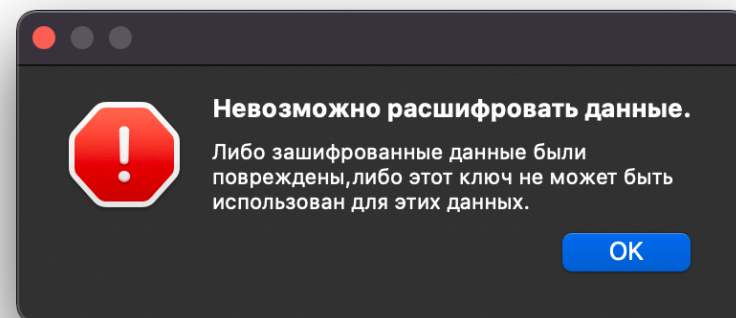 Невозможно расшифровать данные.
Либо зашифрованные данные были
повреждены,либо этот ключ не может быть
использован для этих данных.
OK